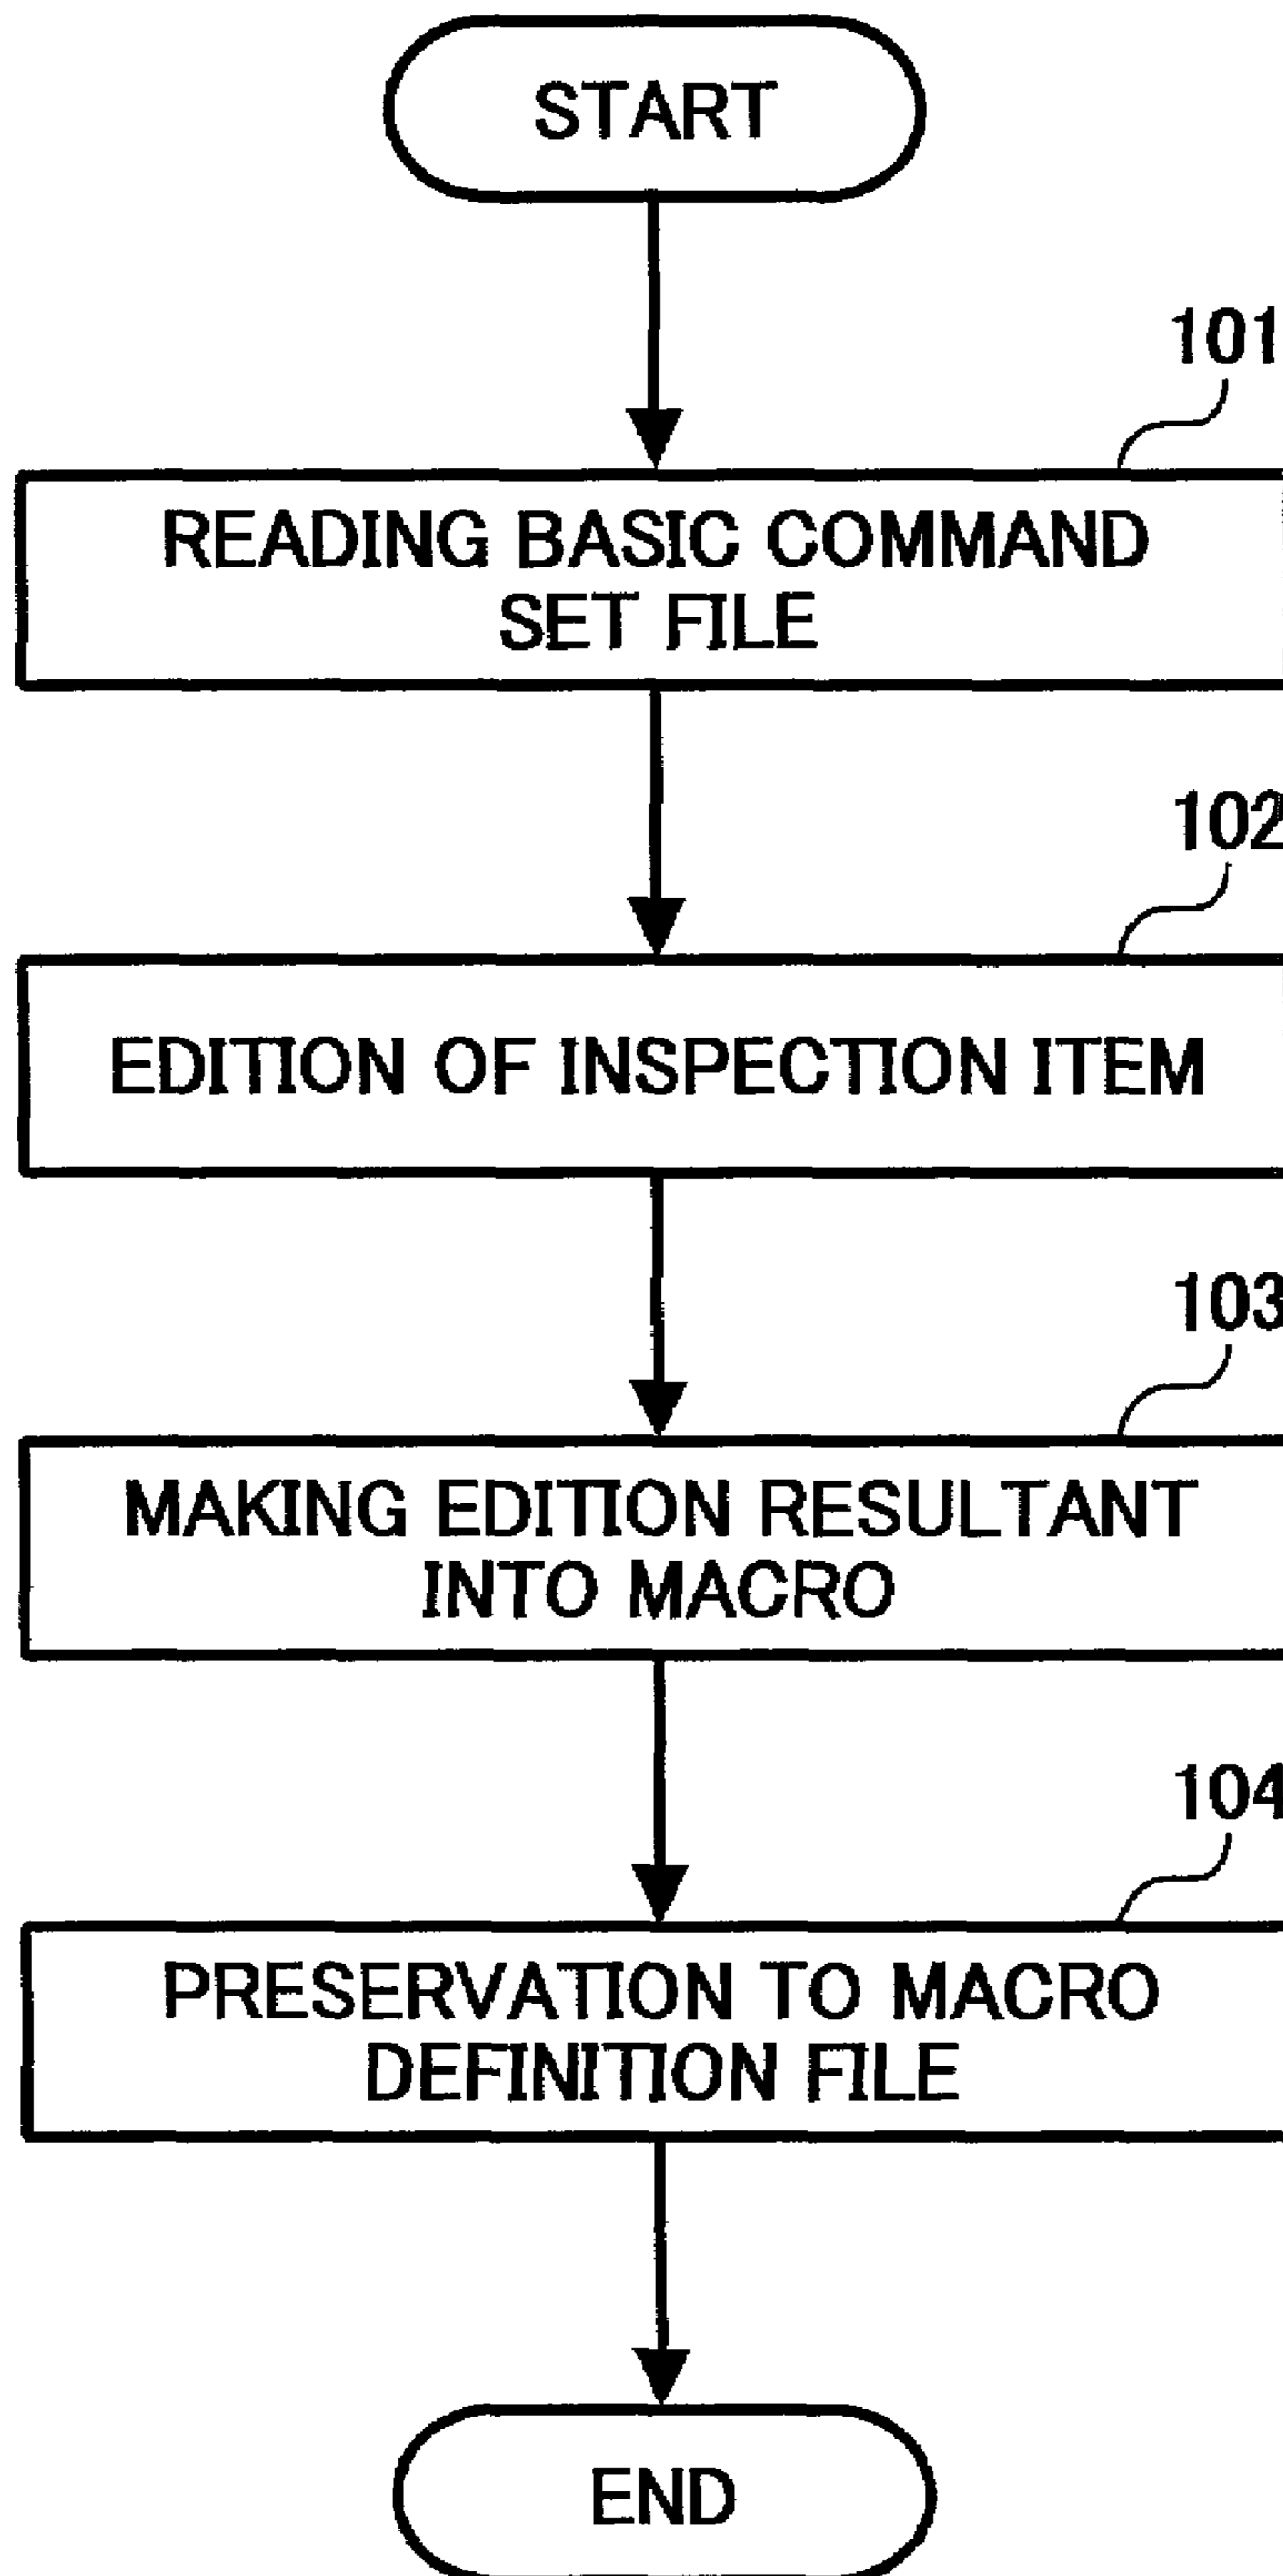 START
101
READING BASIC COMMAND
SET FILE
102
EDITION OF INSPECTION ITEM
103
MAKING EDITION RESULTANT
INTO MACRO
104
PRESERVATION TO MACRO
DEFINITION FILE
END